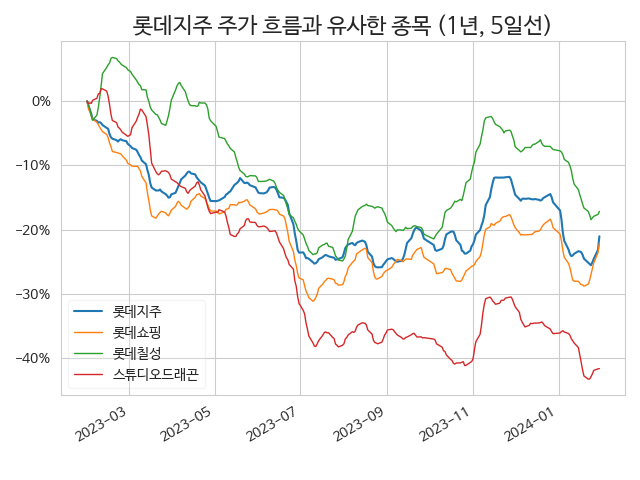 롯데지주 주가 흐름과 유사한 종목 (1년, 5일선)
0%
−10%
−20%
−30%
−40%
롯데지주
롯데쇼핑
롯데칠성
스튜디오드래곤
2023-03
2023-05
2023-07
2023-09
2023-11
2024-01